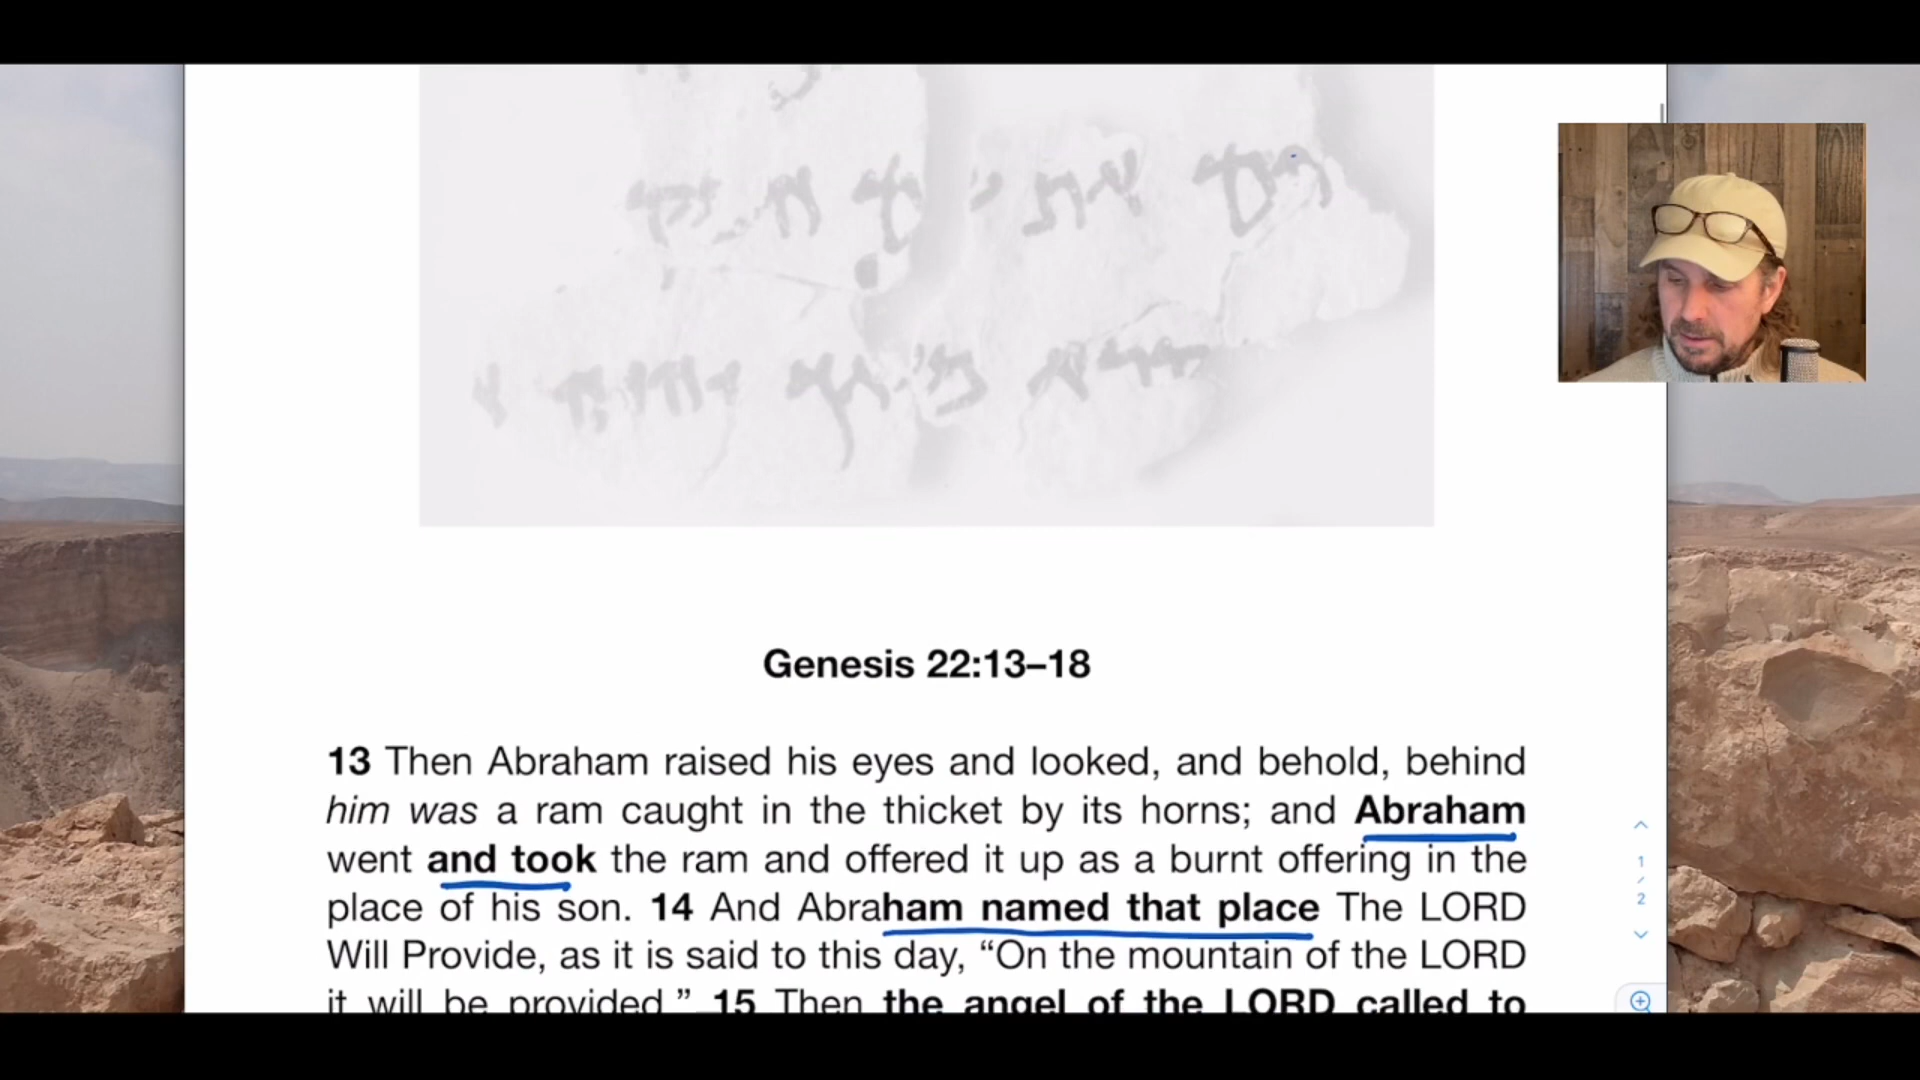 Genesis 22:13–18
13 Then Abraham raised his eyes and looked, and behold, behind
him was a ram caught in the thicket by its horns; and Abraham
went and took the ram and offered it up as a burnt offering in the
place of his son. 14 And Abraham named that place The LORD
Will Provide, as it is said to this day, “On the mountain of the LORD
it will be provided.” 15 Then the angel of the LORD called to
1
/
2